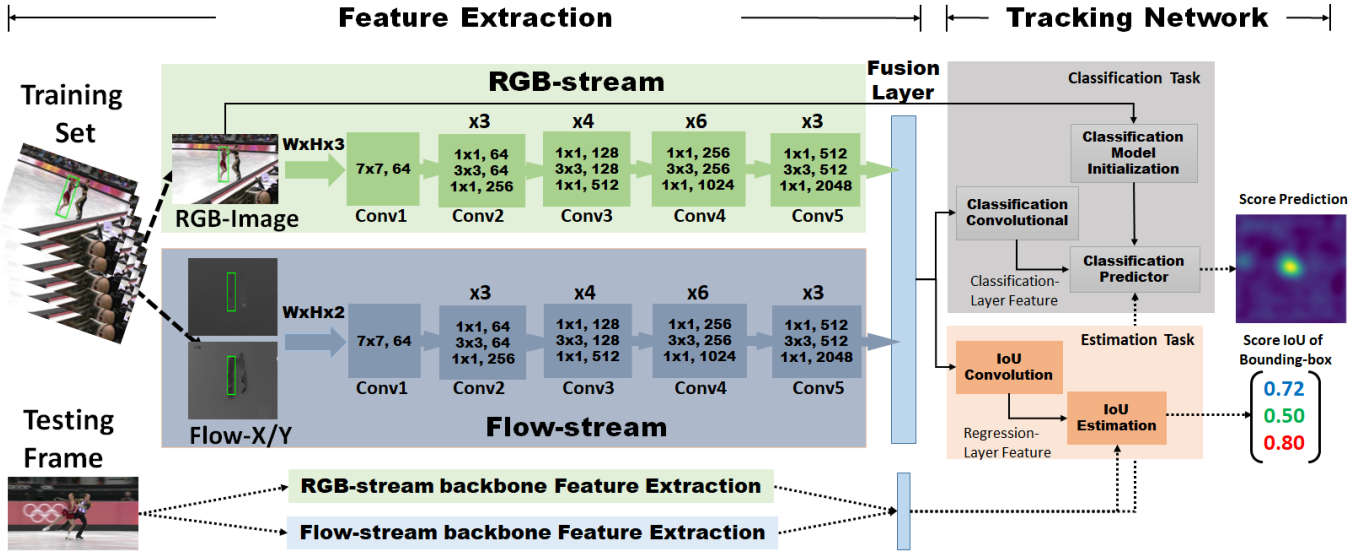 Feature Extraction
Tracking Network
Training
Set
RGB-stream
Fusion
Layer
Classification Task
WxHx3
x3
x4
x6
x3
7x7, 64
1x1, 64
3x3, 64
1x1, 256
1x1, 128
3x3, 128
1x1, 512
1x1, 256
3x3, 256
1x1, 1024
1x1, 512
3x3, 512
1x1, 2048
RGB-Image
Conv1
Conv2
Conv3
Conv4
Conv5
Classification
Model
Initialization
Classification
Convolutional
Classification
Predictor
Classification-
Layer Feature
Score Prediction
WxHx2
x3
x4
x6
x3
7x7, 64
1x1, 64
3x3, 64
1x1, 256
1x1, 128
3x3, 128
1x1, 512
1x1, 256
3x3, 256
1x1, 1024
1x1, 512
3x3, 512
1x1, 2048
Conv1
Conv2
Conv3
Conv4
Conv5
Flow-X/Y
Flow-stream
Estimation Task
IoU
Convolution
IoU
Estimation
Regression-
Layer Feature
Score IoU of
Bounding-box
0.72
0.50
0.80
Testing
Frame
RGB-stream backbone Feature Extraction
Flow-stream backbone Feature Extraction